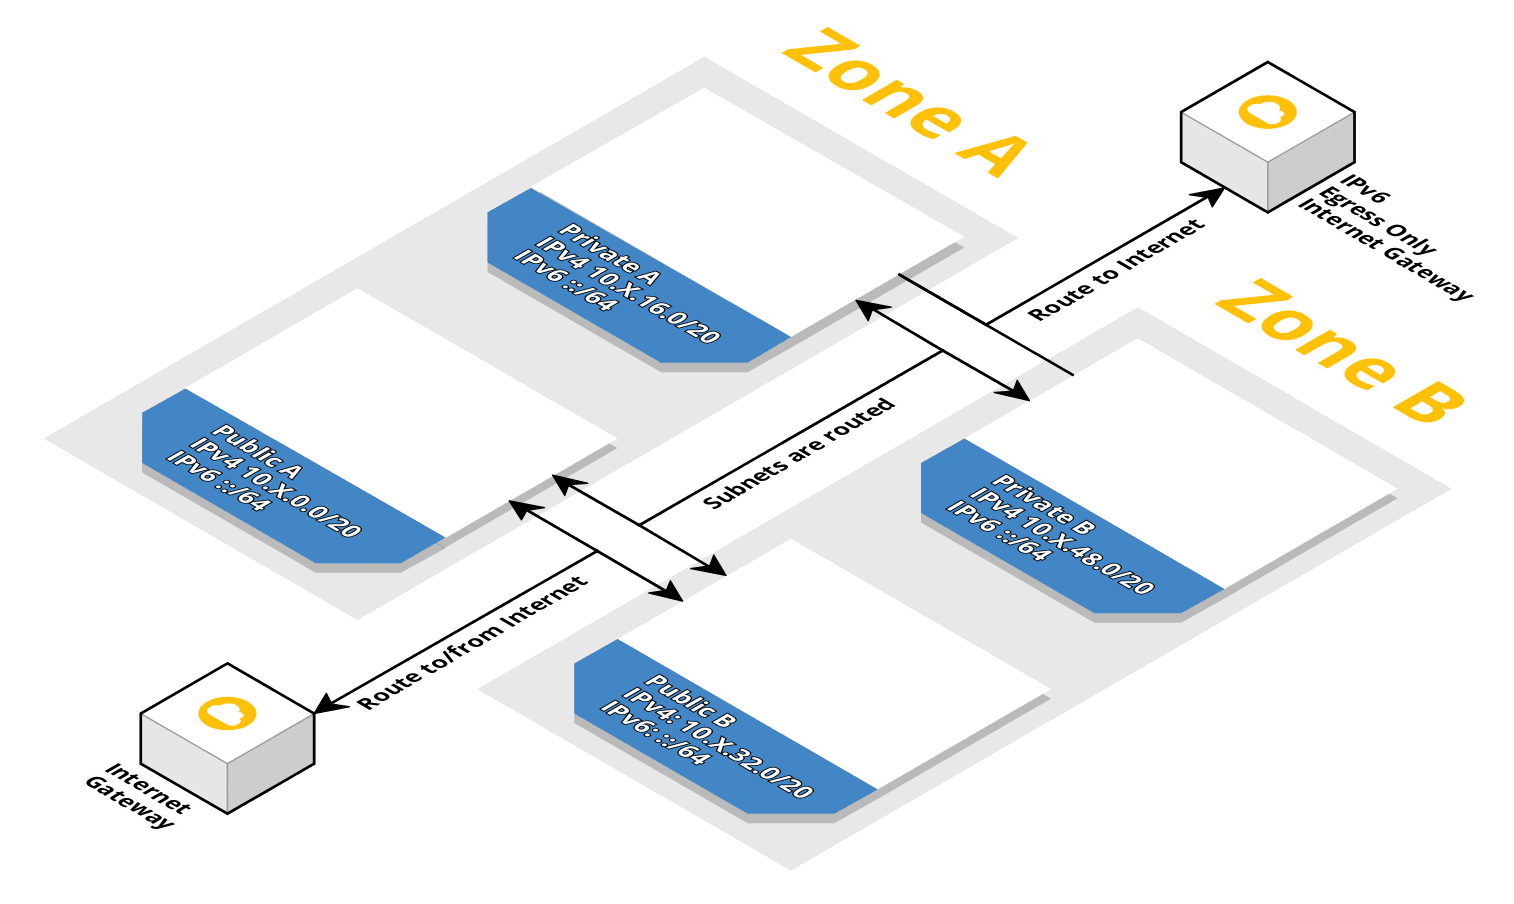 Zone A
IPv6
Egress Only
Internet Gateway
Private A
IPv4 10.X.16.0/20
IPv6 ::/64
Route to Internet
Zone B
Public A
IPv4 10.X.0.0/20
IPv6 ::/64
Subnets are routed
Private B
IPv4 10.X.48.0/20
IPv6 ::/64
Route to/from Internet
Public B
IPv4: 10.X.32.0/20
IPv6: ::/64
Internet
Gateway